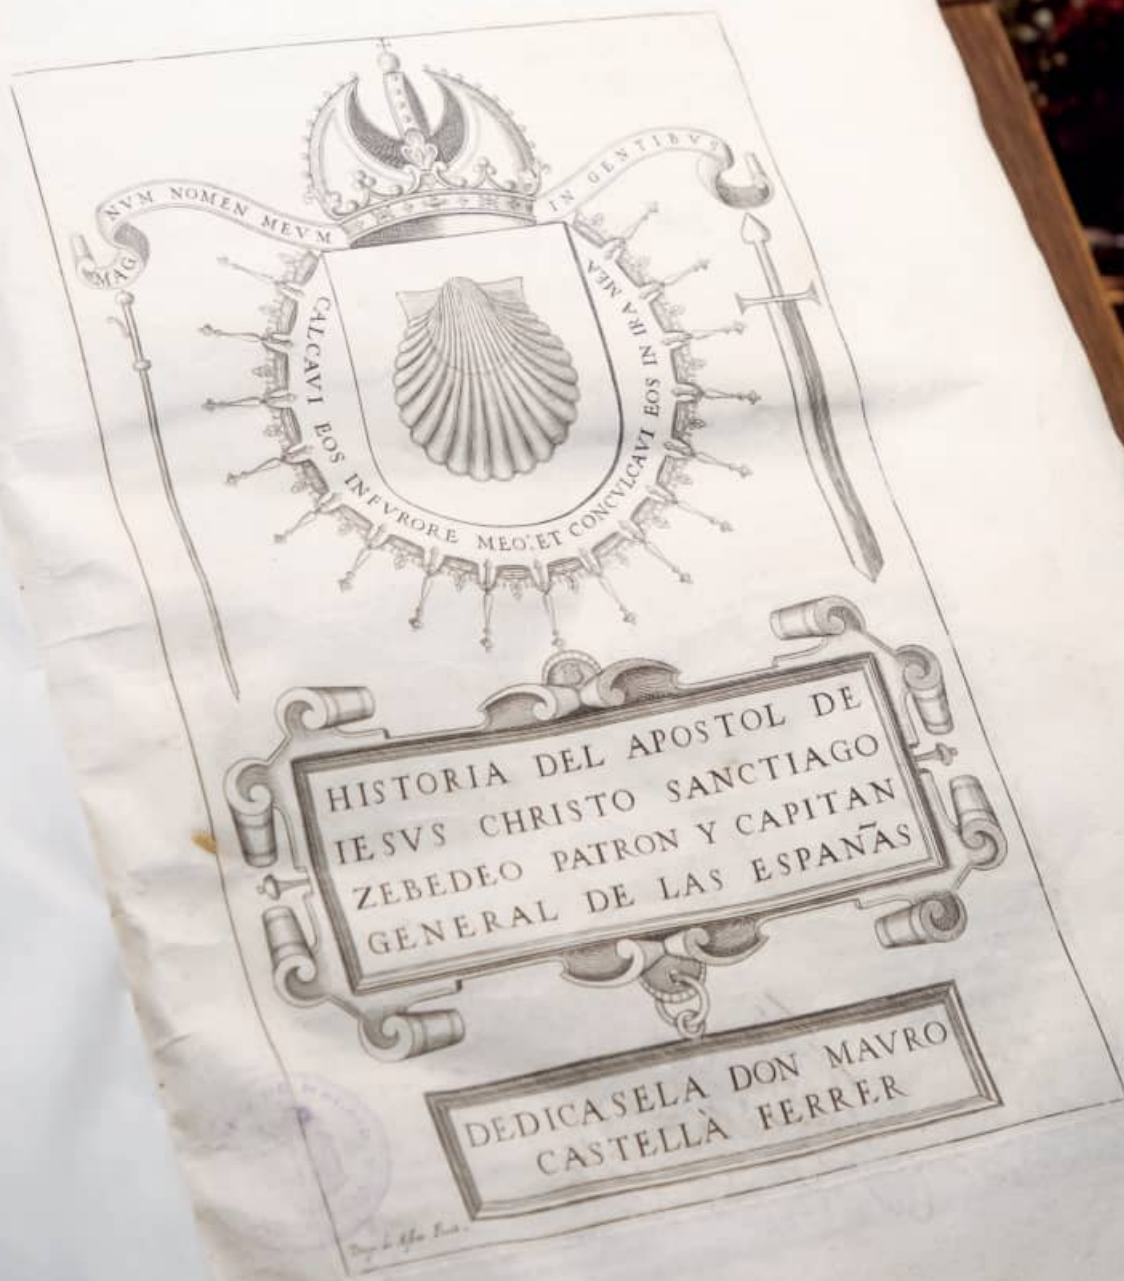 MAGNVM NOMEN MEVM IN GENTIBVS
CALCAVI EOS IN FVRORE MEO: ET CONCVLCAVI EOS IN IRA MEA
HISTORIA DEL APOSTOL DE
IESVS CHRISTO SANCTIAGO
ZEBEDEO PATRON Y CAPITAN
GENERAL DE LAS ESPAÑAS
DEDICASELA DON MAVRO
CASTELLÀ FERRER